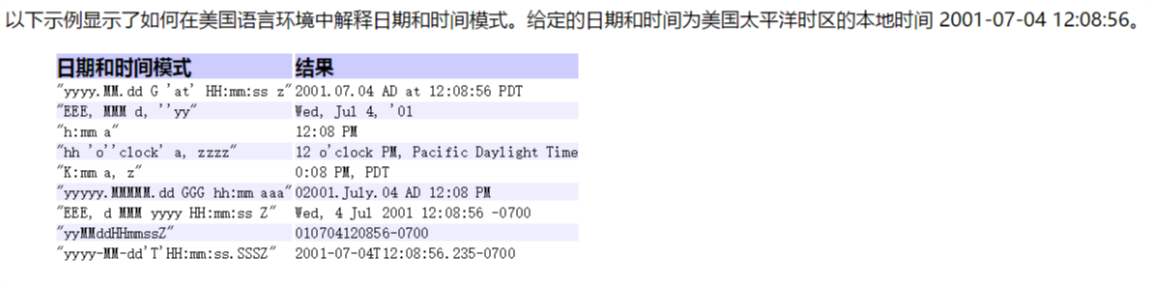 以下示例显示了如何在美国语言环境中解释日期和时间模式。给定的日期和时间为美国太平洋时区的本地时间 2001-07-04 12:08:56。
日期和时间模式 结果
"yyyy.MM.dd G 'at' HH:mm:ss z" 2001.07.04 AD at 12:08:56 PDT
"EEE, MMM d, ''yy" Wed, Jul 4, '01
"h:mm a" 12:08 PM
"hh 'o''clock' a, zzzz" 12 o'clock PM, Pacific Daylight Time
"K:mm a, z" 0:08 PM, PDT
"yyyyy.MMMMM.dd GGG hh:mm aaa" 02001.July.04 AD 12:08 PM
"EEE, d MMM yyyy HH:mm:ss Z" Wed, 4 Jul 2001 12:08:56 -0700
"yyMMddHHmmssZ" 010704120856-0700
"yyyy-MM-dd'T'HH:mm:ss.SSSZ" 2001-07-04T12:08:56.235-0700